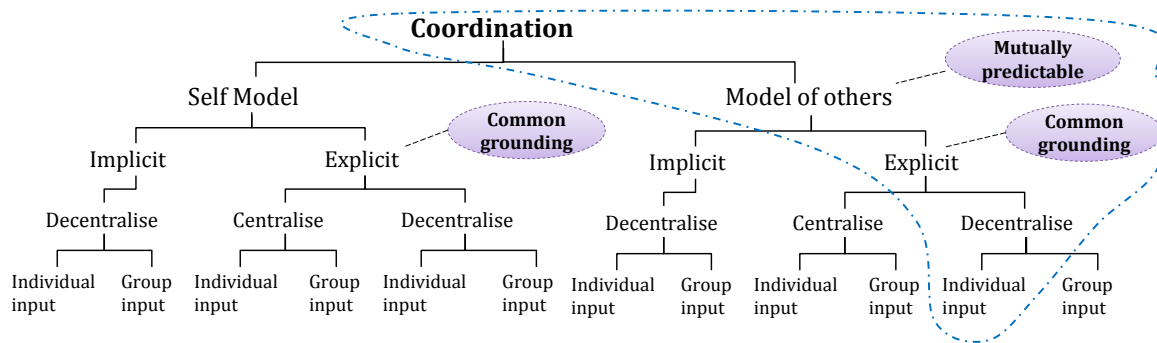 Coordination
Mutually
predictable
Self Model
Model of others
Common
grounding
Common
grounding
Implicit
Explicit
Implicit
Explicit
Decentralise
Centralise
Decentralise
Decentralise
Centralise
Decentralise
Individual
input
Group
input
Individual
input
Group
input
Individual
input
Group
input
Individual
input
Group
input
Individual
input
Group
input
Individual
input
Group
input